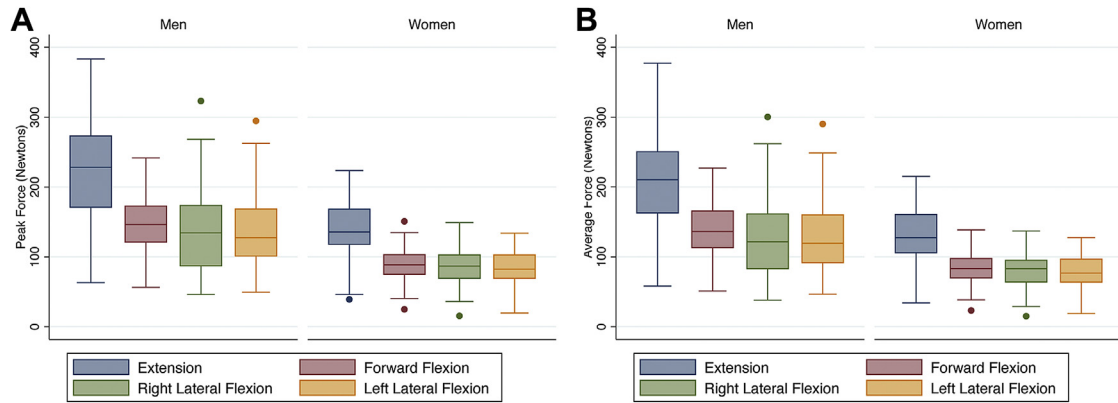 A
Men
Women
Peak Force (Newtons)
400
300
200
100
0
Extension
Forward Flexion
Right Lateral Flexion
Left Lateral Flexion
B
Men
Women
Average Force (Newtons)
400
300
200
100
0
Extension
Forward Flexion
Right Lateral Flexion
Left Lateral Flexion